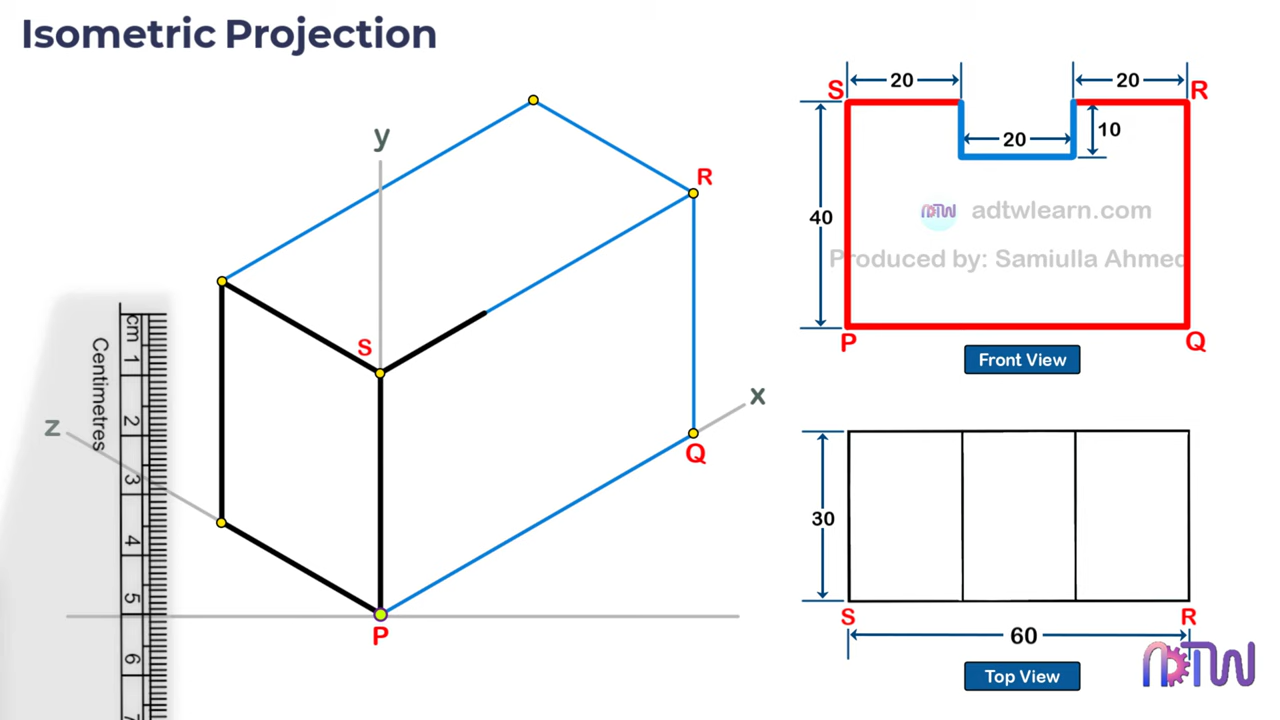 Isometric Projection
y
R
S
x
z
Q
P
cm 1 2 3 4 5 6 7
Centimetres
S
20
20
R
20
10
40
adtwlearn.com
Produced by: Samiulla Ahmed
P
Q
Front View
30
S
R
60
Top View
ADTW